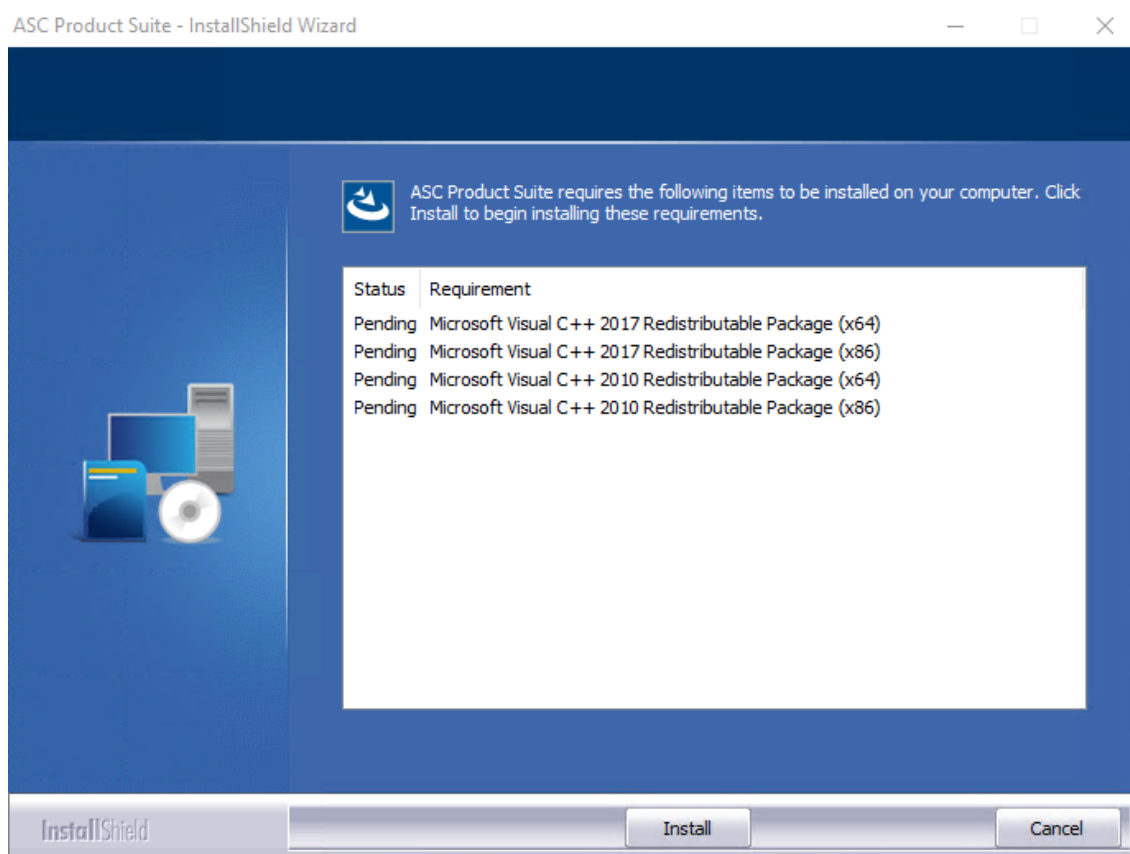 ASC Product Suite - InstallShield Wizard
ASC Product Suite requires the following items to be installed on your computer. Click
Install to begin installing these requirements.
Status Requirement
Pending Microsoft Visual C++ 2017 Redistributable Package (x64)
Pending Microsoft Visual C++ 2017 Redistributable Package (x86)
Pending Microsoft Visual C++ 2010 Redistributable Package (x64)
Pending Microsoft Visual C++ 2010 Redistributable Package (x86)
InstallShield
Install
Cancel